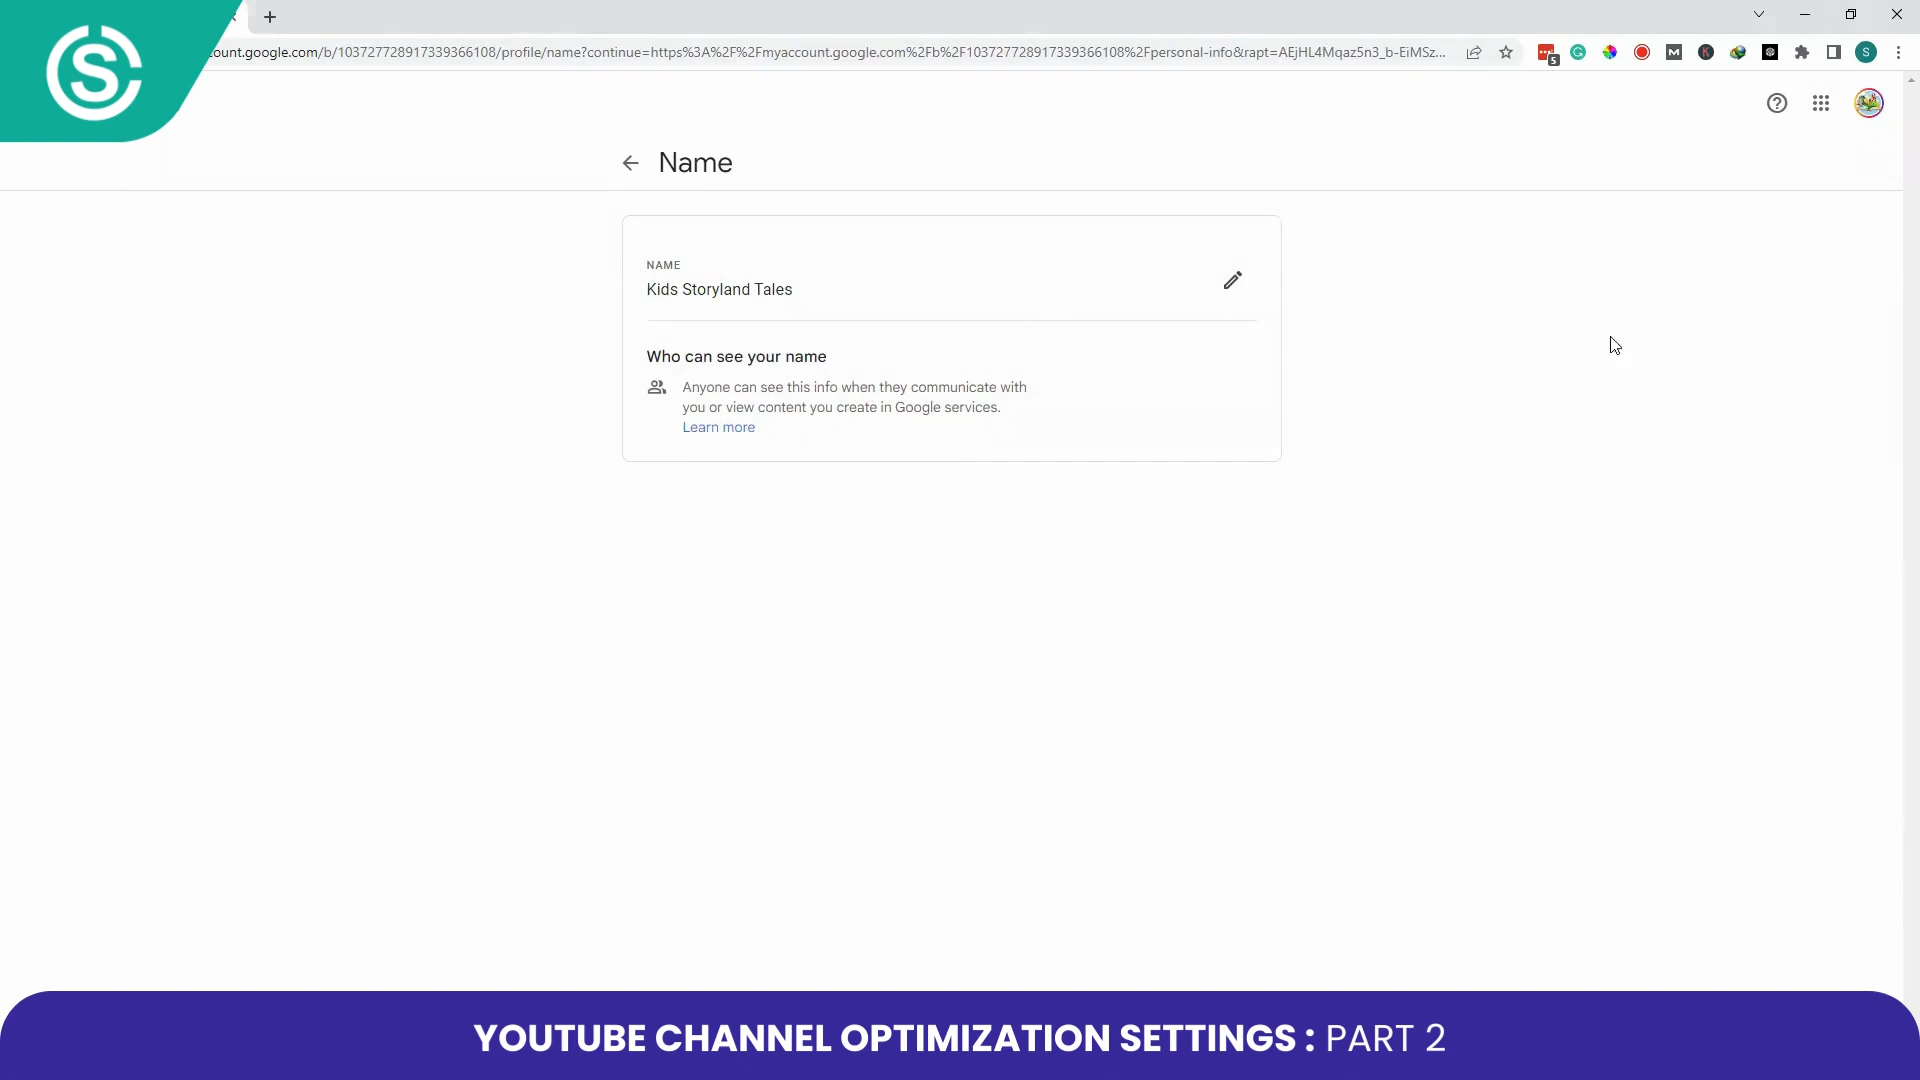 count.google.com/b/103727728917339366108/profile/name?continue=https%3A%2F%2Fmyaccount.google.com%2Fb%2F103727728917339366108%2Fpersonal-info&rapt=AEjHL4Mqaz5n3_b-EiMSz...
5
M
K
S
S
Name
NAME
Kids Storyland Tales
Who can see your name
Anyone can see this info when they communicate with
you or view content you create in Google services.
Learn more
YOUTUBE CHANNEL OPTIMIZATION SETTINGS : PART 2